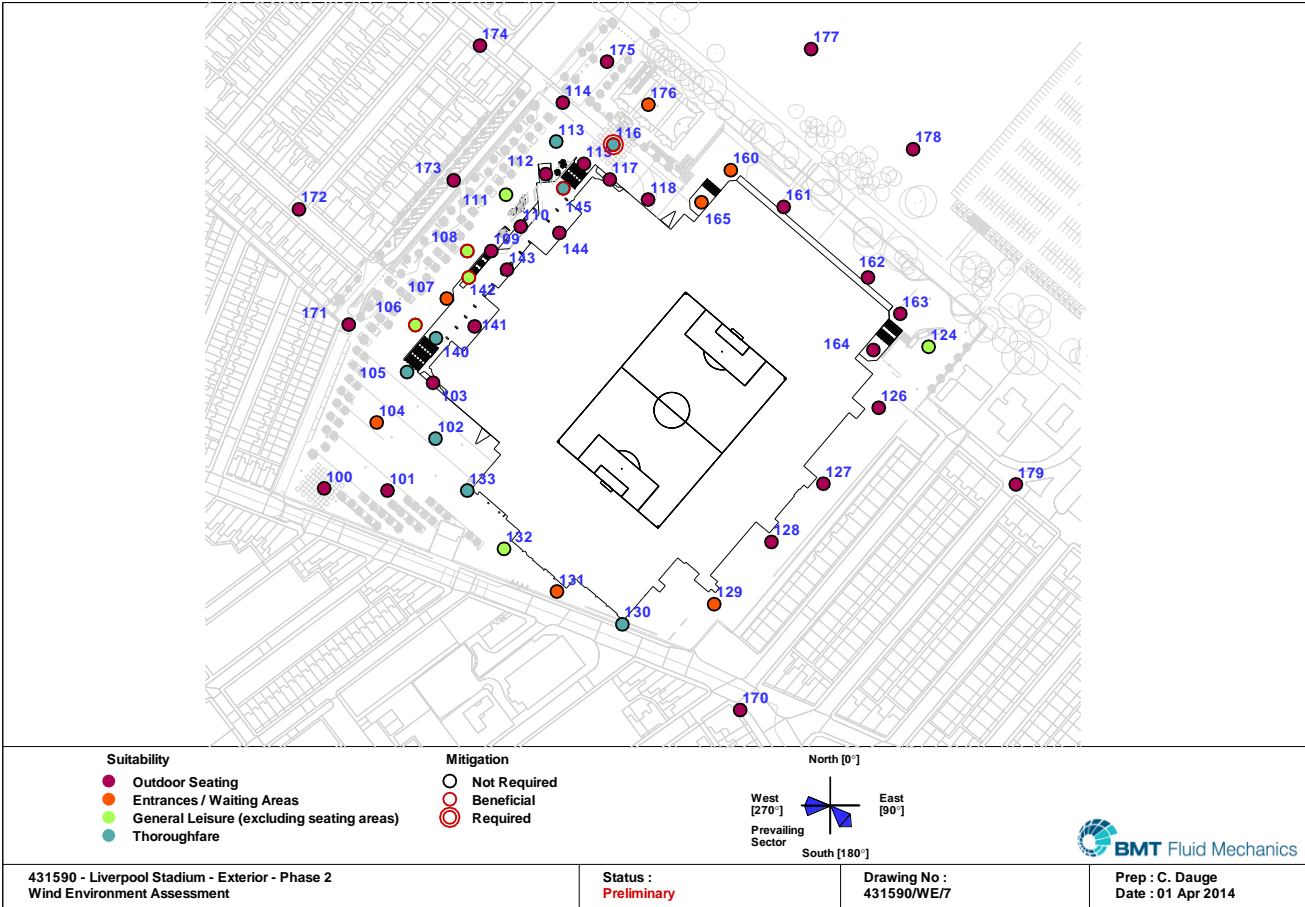 174
175
177
114
176
113
116
178
112
115
173
117
160
111
118
172
145
161
165
110
108
109
144
143
162
107
142
163
106
171
141
124
164
140
105
103
126
104
102
100
101
133
127
179
128
132
131
129
130
170
Suitability
Outdoor Seating
Entrances / Waiting Areas
General Leisure (excluding seating areas)
Thoroughfare
Mitigation
Not Required
Beneficial
Required
North [0°]
West
[270°]
East
[90°]
Prevailing
Sector
South [180°]
BMT Fluid Mechanics
431590 - Liverpool Stadium - Exterior - Phase 2
Wind Environment Assessment
Status :
Preliminary
Drawing No :
431590/WE/7
Prep : C. Dauge
Date : 01 Apr 2014